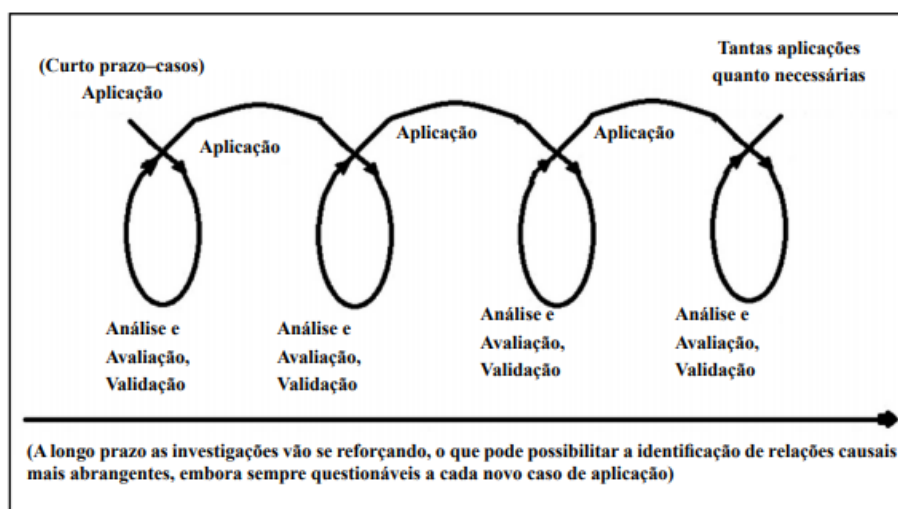 (Curto prazo–casos)
Aplicação
Tantas aplicações
quanto necessárias
Aplicação
Aplicação
Aplicação
Análise e
Avaliação,
Validação
Análise e
Avaliação,
Validação
Análise e
Avaliação,
Validação
Análise e
Avaliação,
Validação
(A longo prazo as investigações vão se reforçando, o que pode possibilitar a identificação de relações causais
mais abrangentes, embora sempre questionáveis a cada novo caso de aplicação)